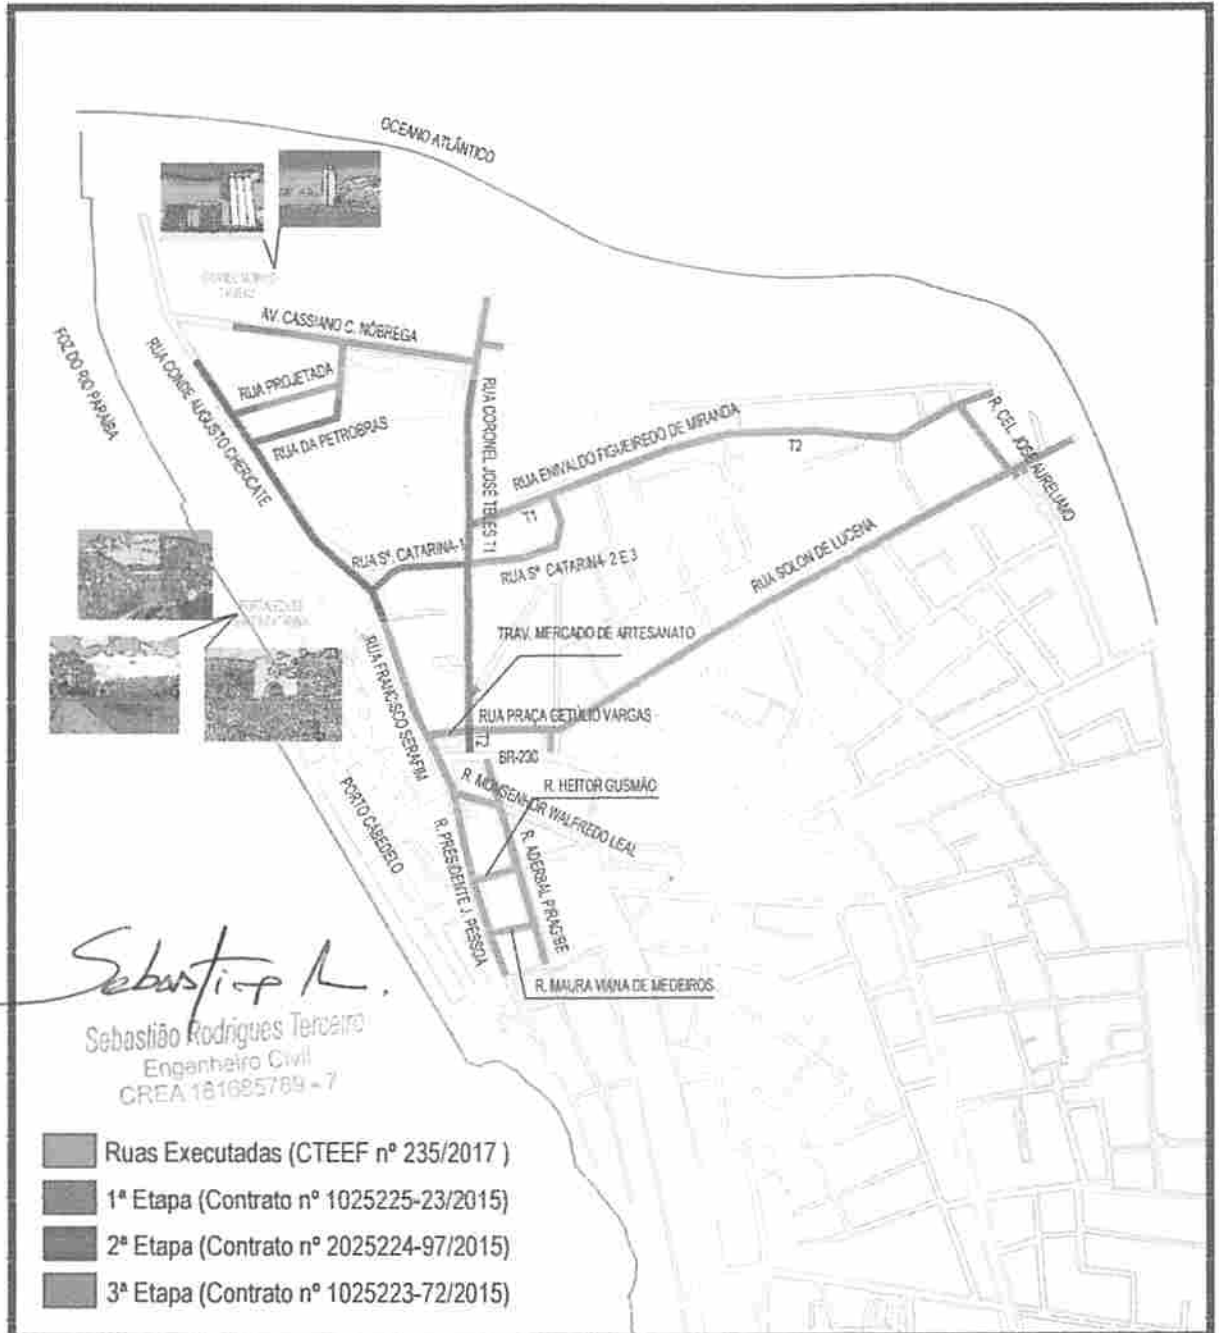 OCEANO ATLÂNTICO
FOZ DO RIO PARAÍBA
AV. CASSIANO C. NÓBREGA
RUA CONDE AUGUSTO CHERICATE
RUA PROJETADA
RUA DA PETROBRAS
RUA CORONEL JOSÉ TELES T1
RUA ENIVALDO FIGUEIREDO DE MIRANDA
T2
R. CEL. JOSÉ AURELIANO
T1
RUA Sª. CATARINA-1
RUA Sª CATARINA- 2 E 3
RUA SOLON DE LUCENA
TRAV. MERCADO DE ARTESANATO
RUA FRANCISCO SERAFIM
RUA PRAÇA GETÚLIO VARGAS
T2
BR-230
R. HEITOR GUSMÃO
R. MONSENHOR WALFREDO LEAL
PORTO CABEDELO
R. PRESIDENTE J. PESSOA
R. ADERBAL PIRAGIBE
R. MAURA VIANA DE MEDEIROS
Sebastião Rodrigues Terceiro
Engenheiro Civil
CREA 161685789 - 7
Ruas Executadas (CTEEF nº 235/2017 )
1ª Etapa (Contrato nº 1025225-23/2015)
2ª Etapa (Contrato nº 2025224-97/2015)
3ª Etapa (Contrato nº 1025223-72/2015)